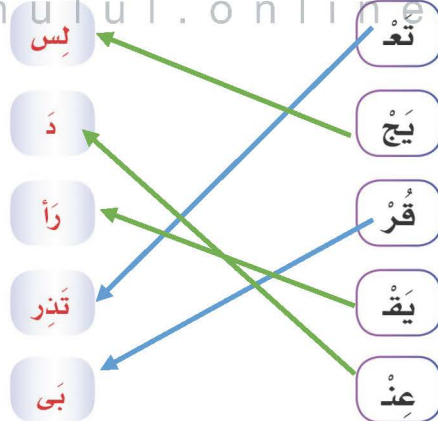 hulul.online
تَعْـ لِس
يَجْـ دَ
قُرْ رَأ
يَقْـ تَذِر
عِنْـ بَى